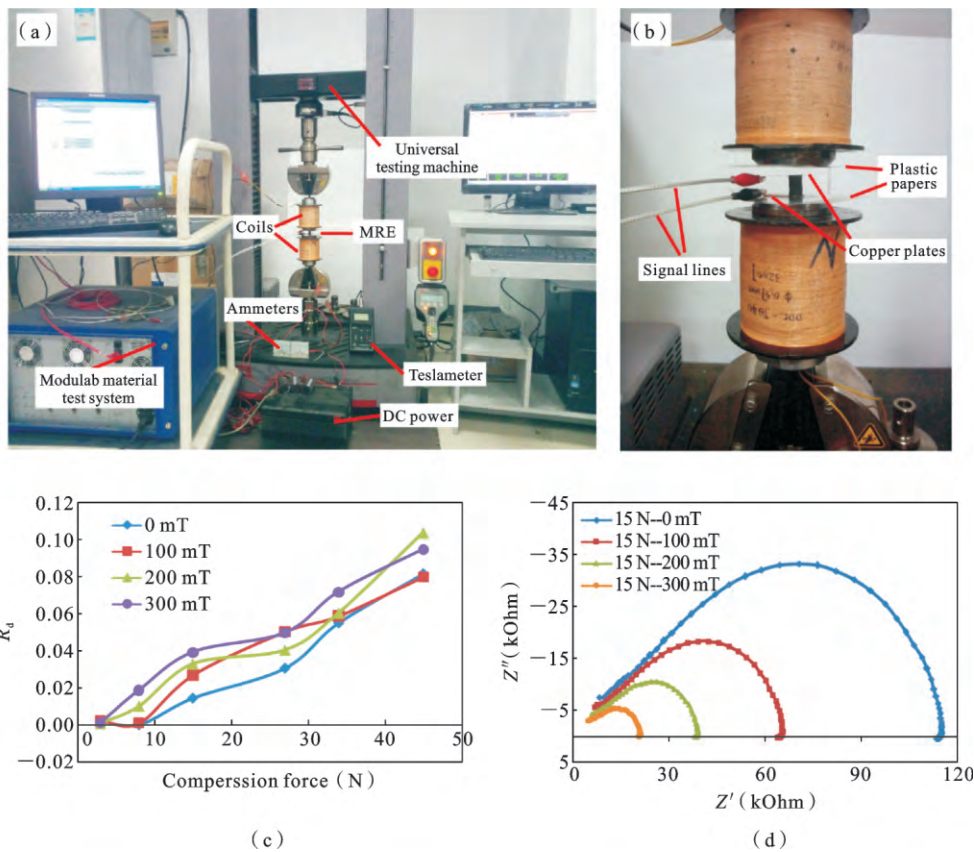 (a)
Universal
testing machine
Coils
MRE
Ammeters
Teslameter
Modulab material
test system
DC power
(b)
Plastic
papers
Copper plates
Signal lines
N
0.12
0.10
0.08
0.06
0.04
0.02
0.00
−0.02
R_d
0 mT
100 mT
200 mT
300 mT
0
10
20
30
40
50
Comperssion force (N)
(c)
−45
−35
−25
−15
−5
5
Z″(kOhm)
15 N--0 mT
15 N--100 mT
15 N--200 mT
15 N--300 mT
0
30
60
90
115
120
Z′(kOhm)
(d)